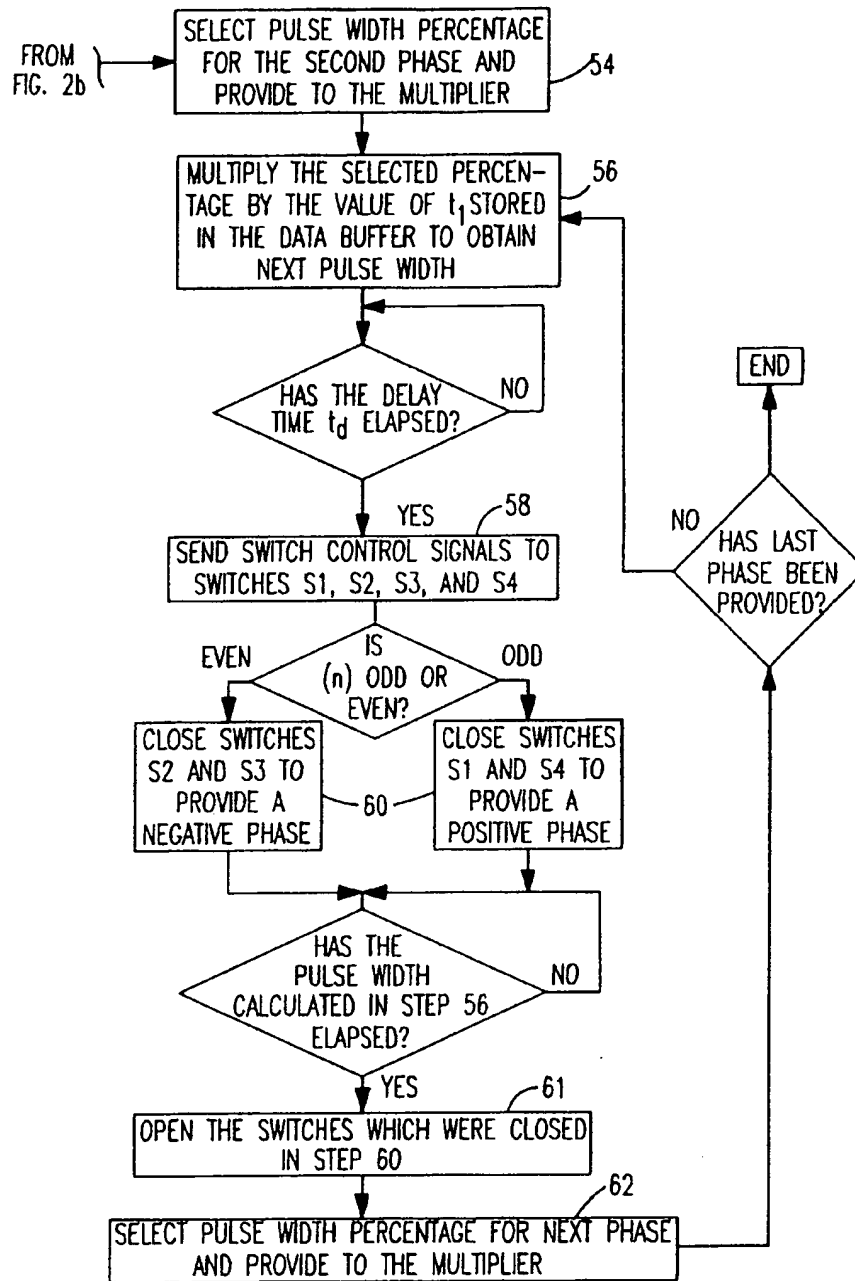 FROM
FIG. 2b
SELECT PULSE WIDTH PERCENTAGE
FOR THE SECOND PHASE AND
PROVIDE TO THE MULTIPLIER
54
MULTIPLY THE SELECTED PERCEN-
TAGE BY THE VALUE OF t1 STORED
IN THE DATA BUFFER TO OBTAIN
NEXT PULSE WIDTH
56
HAS THE DELAY
TIME td ELAPSED?
NO
YES
58
SEND SWITCH CONTROL SIGNALS TO
SWITCHES S1, S2, S3, AND S4
IS
(n) ODD OR
EVEN?
EVEN
ODD
CLOSE SWITCHES
S2 AND S3 TO
PROVIDE A
NEGATIVE PHASE
60
CLOSE SWITCHES
S1 AND S4 TO
PROVIDE A
POSITIVE PHASE
HAS THE
PULSE WIDTH
CALCULATED IN STEP 56
ELAPSED?
NO
YES
61
OPEN THE SWITCHES WHICH WERE CLOSED
IN STEP 60
62
SELECT PULSE WIDTH PERCENTAGE FOR NEXT PHASE
AND PROVIDE TO THE MULTIPLIER
HAS LAST
PHASE BEEN
PROVIDED?
NO
END